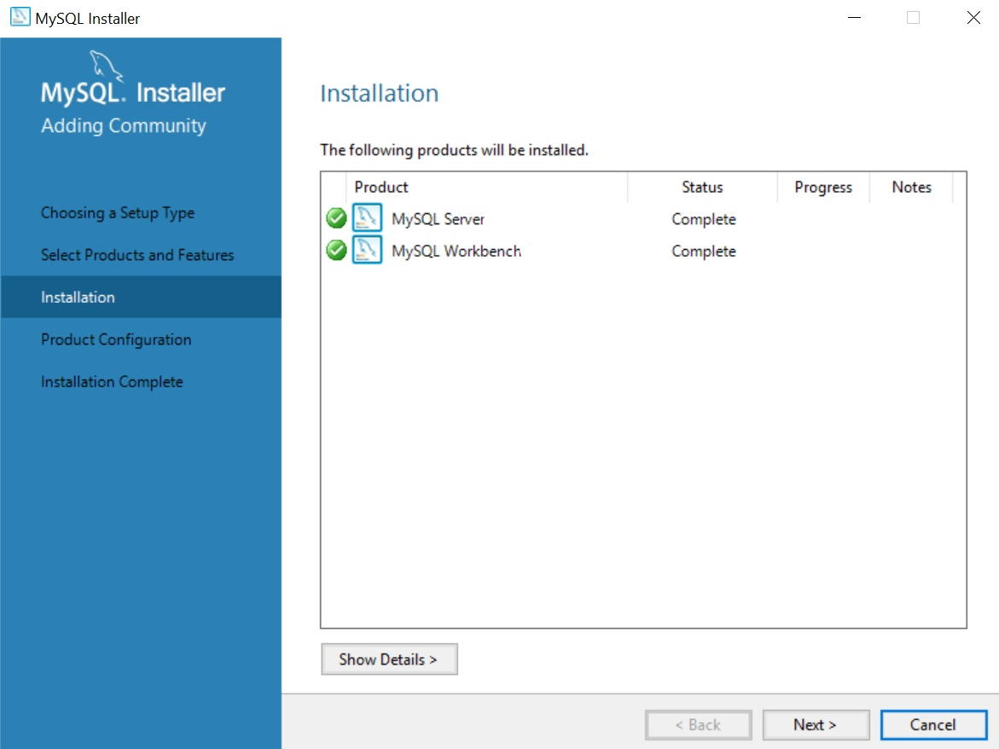 MySQL Installer
MySQL. Installer
Adding Community
Choosing a Setup Type
Select Products and Features
Installation
Product Configuration
Installation Complete
Installation
The following products will be installed.
Product Status Progress Notes
MySQL Server Complete
MySQL Workbench Complete
Show Details >
< Back Next > Cancel